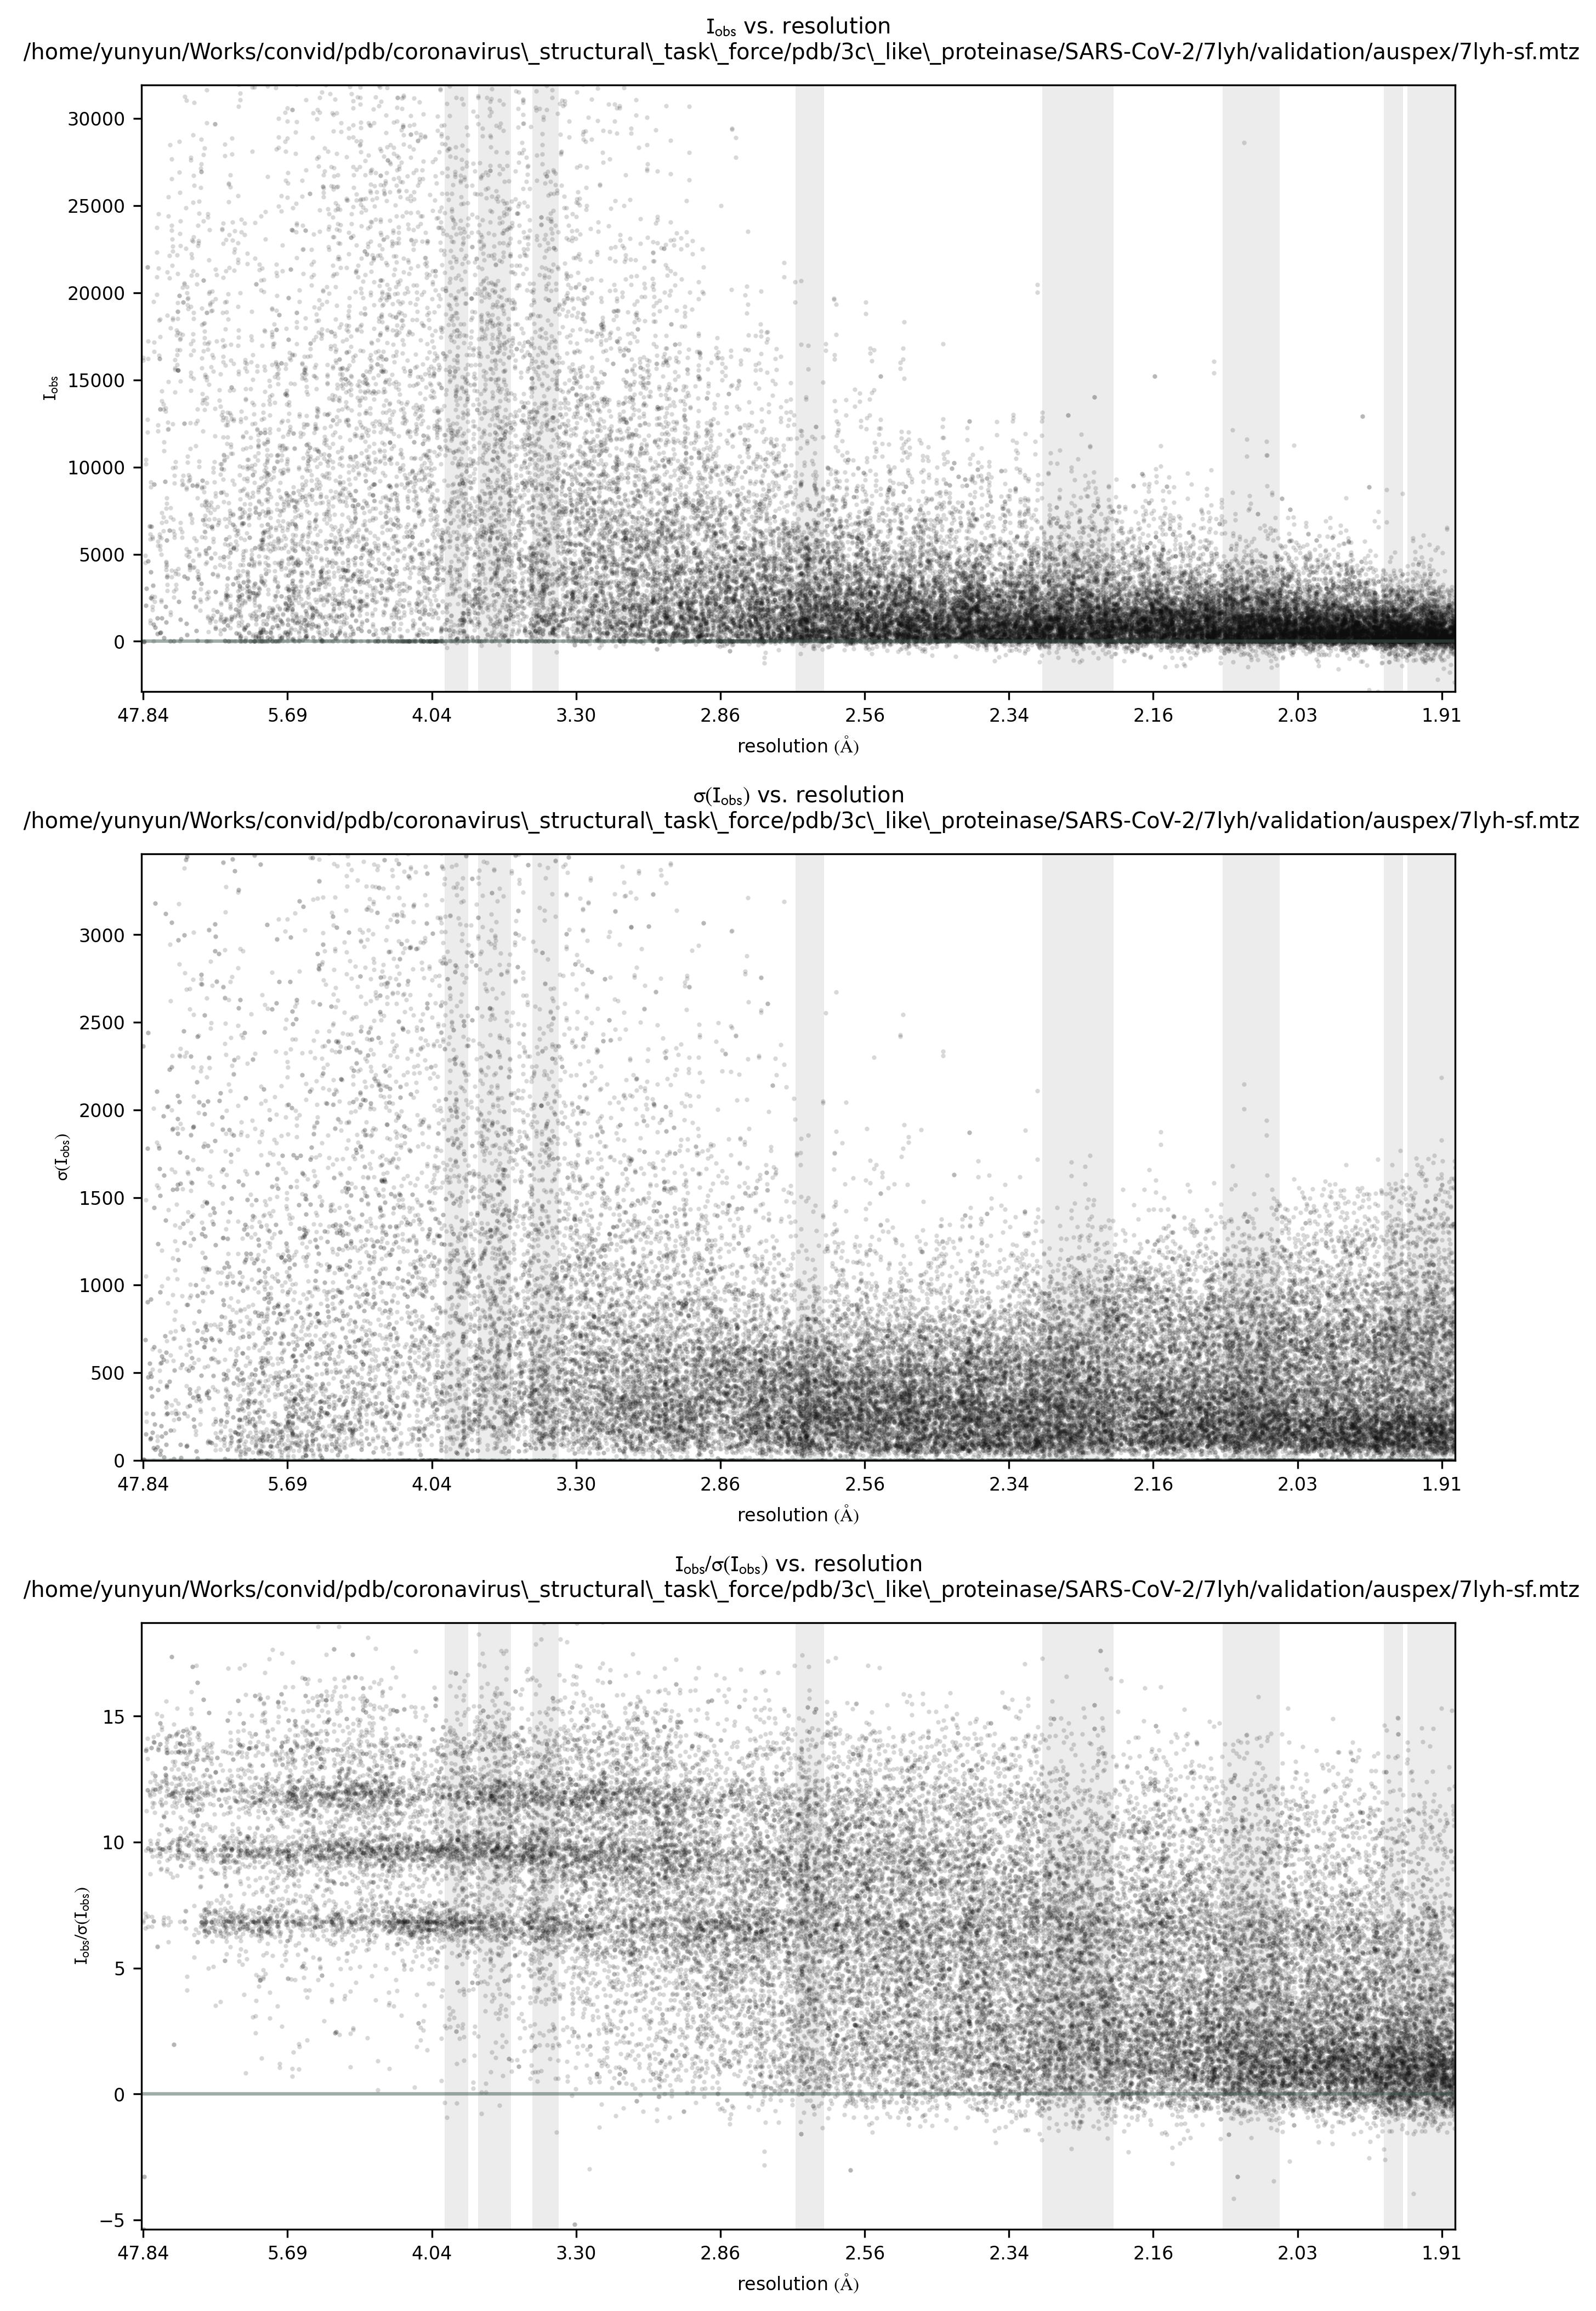 Iobs vs. resolution
/home/yunyun/Works/convid/pdb/coronavirus\_structural\_task\_force/pdb/3c\_like\_proteinase/SARS-CoV-2/7lyh/validation/auspex/7lyh-sf.mtz
30000
25000
20000
15000
10000
5000
0
Iobs
47.84 5.69 4.04 3.30 2.86 2.56 2.34 2.16 2.03 1.91
resolution (Å)
σ(Iobs) vs. resolution
/home/yunyun/Works/convid/pdb/coronavirus\_structural\_task\_force/pdb/3c\_like\_proteinase/SARS-CoV-2/7lyh/validation/auspex/7lyh-sf.mtz
3000
2500
2000
1500
1000
500
0
σ(Iobs)
47.84 5.69 4.04 3.30 2.86 2.56 2.34 2.16 2.03 1.91
resolution (Å)
Iobs/σ(Iobs) vs. resolution
/home/yunyun/Works/convid/pdb/coronavirus\_structural\_task\_force/pdb/3c\_like\_proteinase/SARS-CoV-2/7lyh/validation/auspex/7lyh-sf.mtz
15
10
5
0
−5
Iobs/σ(Iobs)
47.84 5.69 4.04 3.30 2.86 2.56 2.34 2.16 2.03 1.91
resolution (Å)